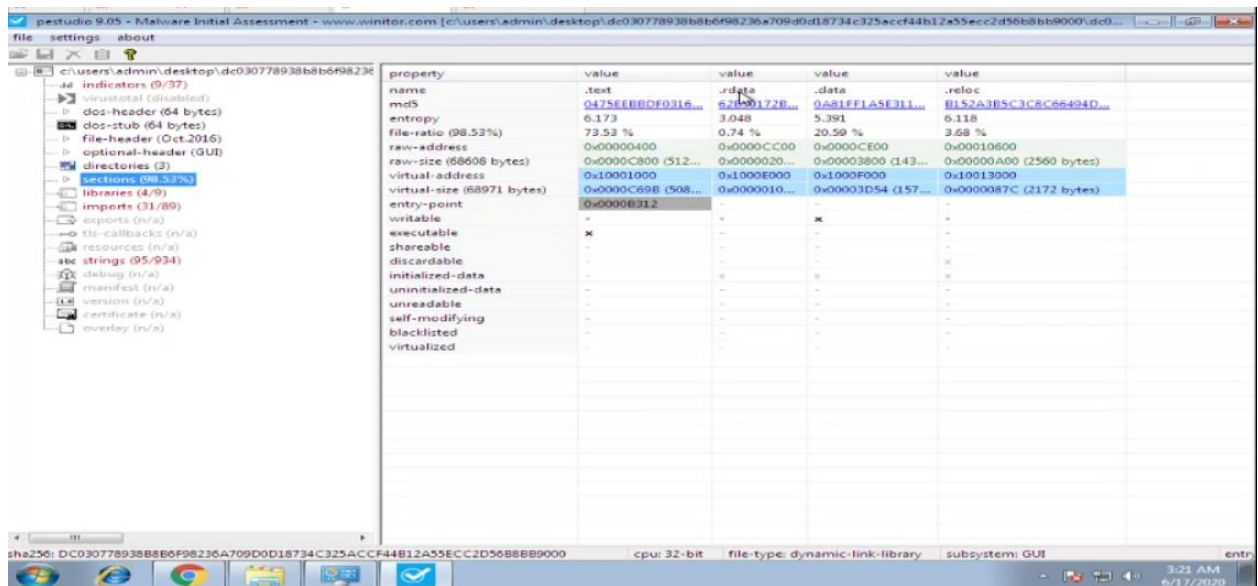 pestudio 9.05 - Malware Initial Assessment - www.winitor.com [c:\users\admin\desktop\dc030778938b8b6f98236a709d0d18734c325accf44b12a55ecc2d56b8bb9000\dc0...
file settings about
c:\users\admin\desktop\dc030778938b8b6f98236
indicators (9/37)
virustotal (disabled)
dos-header (64 bytes)
dos-stub (64 bytes)
file-header (Oct.2016)
optional-header (GUI)
directories (3)
sections (98.53%)
libraries (4/9)
imports (31/89)
exports (n/a)
tls-callbacks (n/a)
resources (n/a)
abc strings (95/934)
debug (n/a)
manifest (n/a)
version (n/a)
certificate (n/a)
overlay (n/a)
property value value value value
name .text .rdata .data .reloc
md5 0475EEBBDF0316... 0A81FF1A5E311... B152A3B5C3C8C66494D...
entropy 6.173 3.048 5.391 6.118
file-ratio (98.53%) 73.53 % 0.74 % 20.59 % 3.68 %
raw-address 0x00000400 0x0000CC00 0x0000CE00 0x00010600
raw-size (68608 bytes) 0x0000C800 (512... 0x0000020... 0x00003800 (143... 0x00000A00 (2560 bytes)
virtual-address 0x10001000 0x1000E000 0x1000F000 0x10013000
virtual-size (68971 bytes) 0x0000C69B (508... 0x0000010... 0x00003D54 (157... 0x0000087C (2172 bytes)
entry-point 0x0000B312 - - -
writable - - x -
executable x - - -
shareable - - - -
discardable - - - x
initialized-data - x x x
uninitialized-data - - - -
unreadable - - - -
self-modifying - - - -
blacklisted - - - -
virtualized - - - -
sha256: DC030778938B8B6F98236A709D0D18734C325ACCF44B12A55ECC2D56B8BB9000 cpu: 32-bit file-type: dynamic-link-library subsystem: GUI entr
3:21 AM
6/17/2020